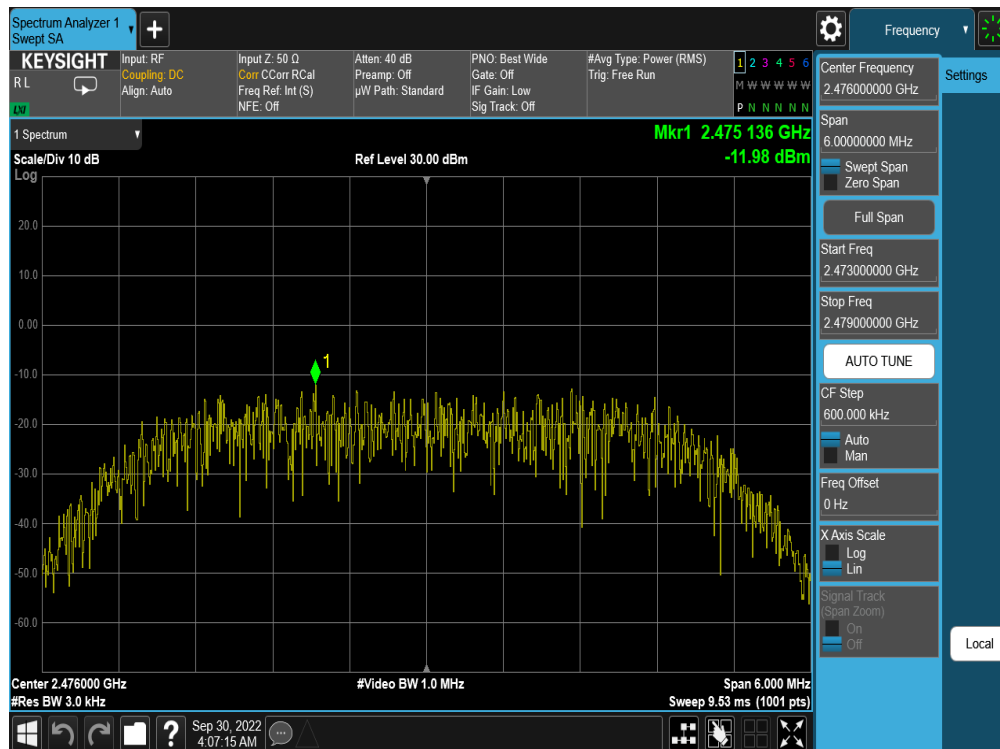 Spectrum Analyzer 1
Swept SA
Frequency
KEYSIGHT
R L
LXI
Input: RF
Coupling: DC
Align: Auto
Input Z: 50 Ω
Corr CCorr RCal
Freq Ref: Int (S)
NFE: Off
Atten: 40 dB
Preamp: Off
µW Path: Standard
PNO: Best Wide
Gate: Off
IF Gain: Low
Sig Track: Off
#Avg Type: Power (RMS)
Trig: Free Run
1 2 3 4 5 6
M W W W W W
P N N N N N
1 Spectrum
Scale/Div 10 dB
Log
Ref Level 30.00 dBm
Mkr1 2.475 136 GHz
-11.98 dBm
20.0
10.0
0.00
-10.0
-20.0
-30.0
-40.0
-50.0
-60.0
1
Center 2.476000 GHz
#Res BW 3.0 kHz
#Video BW 1.0 MHz
Span 6.000 MHz
Sweep 9.53 ms (1001 pts)
Center Frequency
2.476000000 GHz
Settings
Span
6.00000000 MHz
Swept Span
Zero Span
Full Span
Start Freq
2.473000000 GHz
Stop Freq
2.479000000 GHz
AUTO TUNE
CF Step
600.000 kHz
Auto
Man
Freq Offset
0 Hz
X Axis Scale
Log
Lin
Signal Track
(Span Zoom)
On
Off
Local
?
Sep 30, 2022
4:07:15 AM